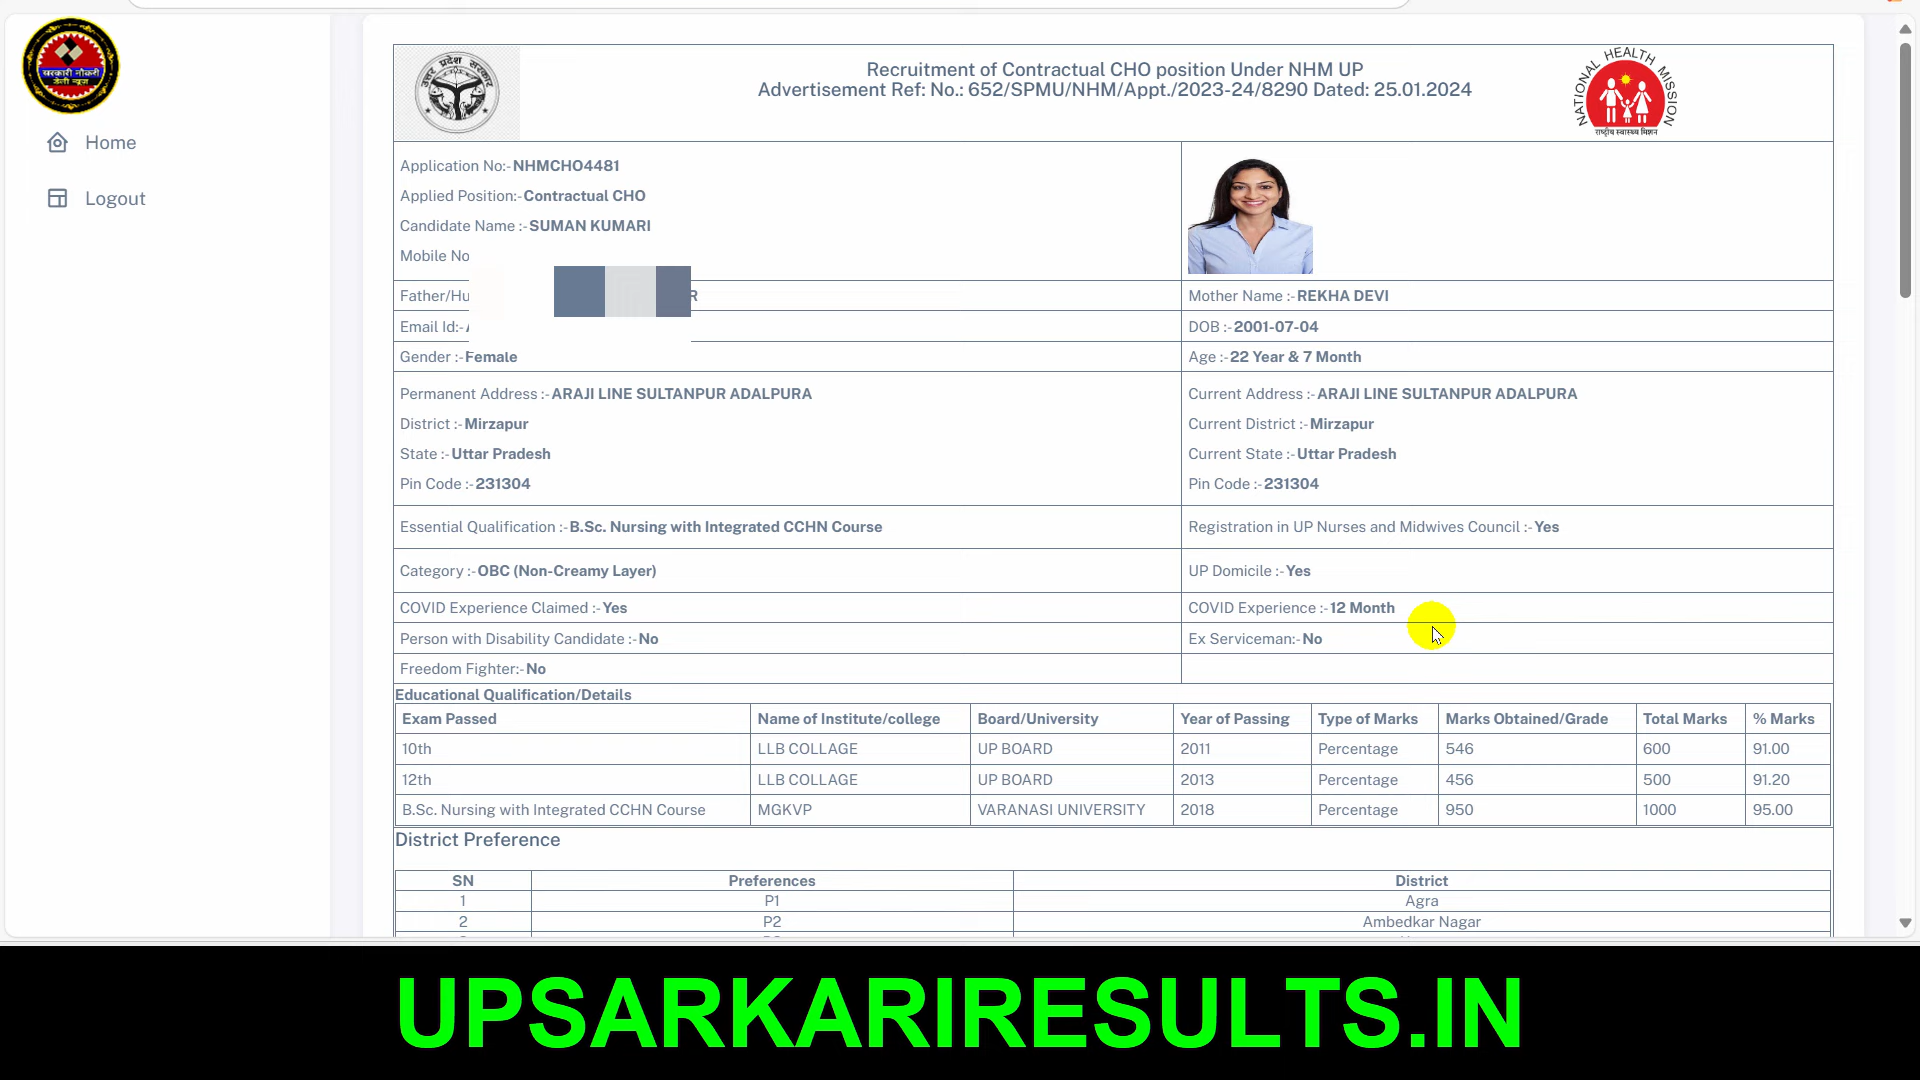 सरकारी नौकरी
डेली न्यूज
Home
Logout
उत्तर प्रदेश सरकार
Recruitment of Contractual CHO position Under NHM UP
Advertisement Ref: No.: 652/SPMU/NHM/Appt./2023-24/8290 Dated: 25.01.2024
NATIONAL HEALTH MISSION
राष्ट्रीय स्वास्थ्य मिशन
Application No:- NHMCHO4481
Applied Position:- Contractual CHO
Candidate Name :- SUMAN KUMARI
Mobile No
Father/Hu R Mother Name :- REKHA DEVI
Email Id:- DOB :- 2001-07-04
Gender :- Female Age :- 22 Year & 7 Month
Permanent Address :- ARAJI LINE SULTANPUR ADALPURA
District :- Mirzapur
State :- Uttar Pradesh
Pin Code :- 231304
Current Address :- ARAJI LINE SULTANPUR ADALPURA
Current District :- Mirzapur
Current State :- Uttar Pradesh
Pin Code :- 231304
Essential Qualification :- B.Sc. Nursing with Integrated CCHN Course Registration in UP Nurses and Midwives Council :- Yes
Category :- OBC (Non-Creamy Layer) UP Domicile :- Yes
COVID Experience Claimed :- Yes COVID Experience :- 12 Month
Person with Disability Candidate :- No Ex Serviceman:- No
Freedom Fighter:- No
Educational Qualification/Details
Exam Passed Name of Institute/college Board/University Year of Passing Type of Marks Marks Obtained/Grade Total Marks % Marks
10th LLB COLLAGE UP BOARD 2011 Percentage 546 600 91.00
12th LLB COLLAGE UP BOARD 2013 Percentage 456 500 91.20
B.Sc. Nursing with Integrated CCHN Course MGKVP VARANASI UNIVERSITY 2018 Percentage 950 1000 95.00
District Preference
SN Preferences District
1 P1 Agra
2 P2 Ambedkar Nagar
UPSARKARIRESULTS.IN